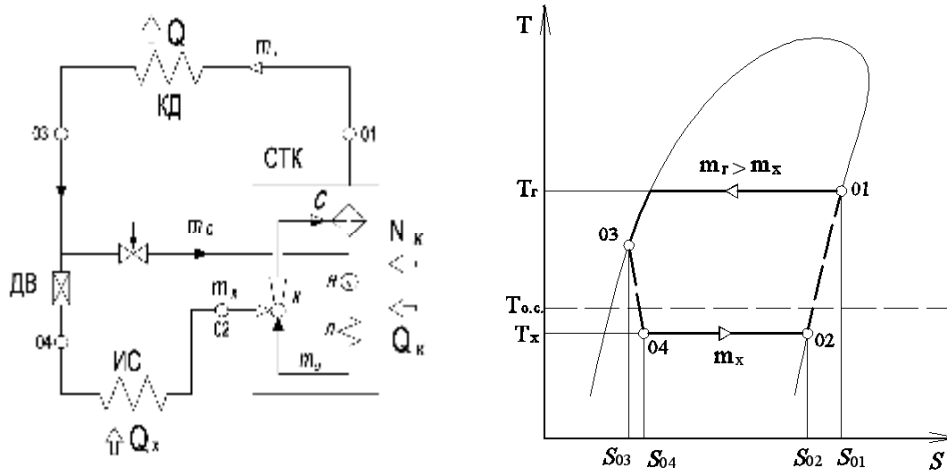 Q
m
КД
03
01
СТК
С
m_c
N_к
н
ДВ
m_x
02
к
п
Q_к
04
ИС
Q_x
T
m_г > m_x
T_г
01
03
T_о.с.
T_x
04
02
m_x
S_03
S_04
S_02
S_01
S